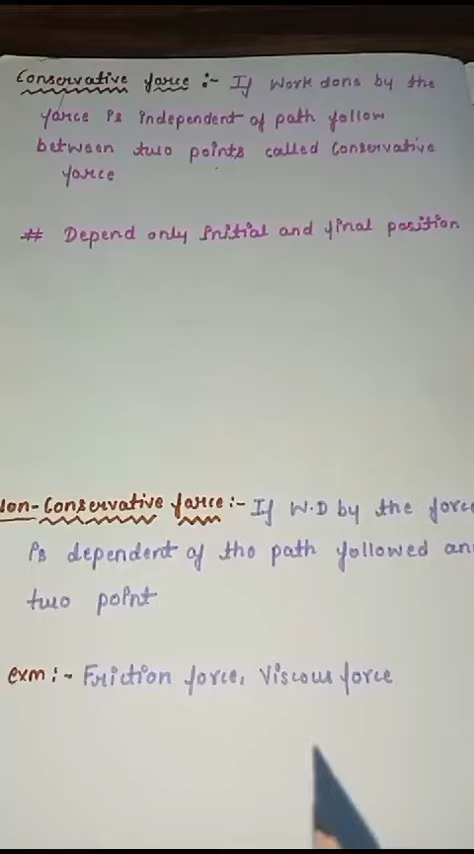 Conservative force :- If Work done by the
force is independent of path follow
between two points called Conservative
force
# Depend only initial and final position
Non-Conservative force :- If W.D by the force
is dependent of the path followed and
two point
exm :- Friction force, Viscous force